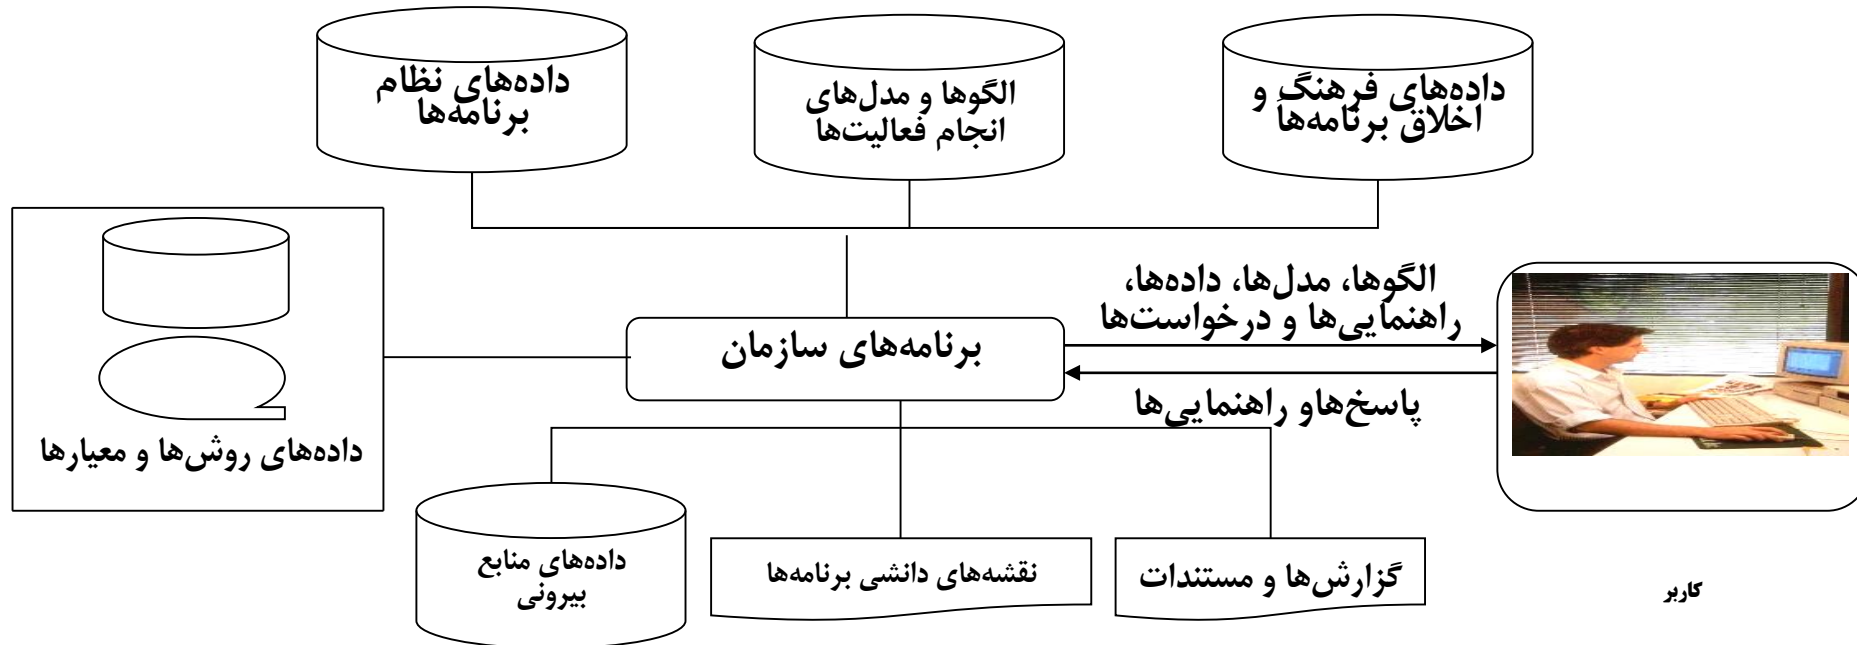 داده‌های فرهنگ و
اخلاق برنامه‌ها
الگوها و مدل‌های
انجام فعالیت‌ها
داده‌های نظام
برنامه‌ها
الگوها، مدل‌ها، داده‌ها،
راهنمایی‌ها و درخواست‌ها
برنامه‌های سازمان
پاسخ‌هاو راهنمایی‌ها
داده‌های روش‌ها و معیارها
کاربر
گزارش‌ها و مستندات
نقشه‌های دانشی برنامه‌ها
داده‌های منابع
بیرونی